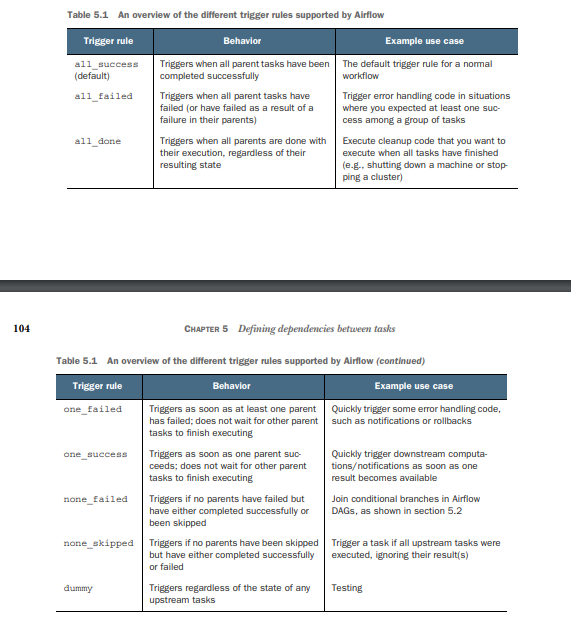 Table 5.1 An overview of the different trigger rules supported by Airflow
Trigger rule Behavior Example use case
all_success Triggers when all parent tasks have been The default trigger rule for a normal
(default) completed successfully workflow
all_failed Triggers when all parent tasks have Trigger error handling code in situations
failed (or have failed as a result of a where you expected at least one suc-
failure in their parents) cess among a group of tasks
all_done Triggers when all parents are done with Execute cleanup code that you want to
their execution, regardless of their execute when all tasks have finished
resulting state (e.g., shutting down a machine or stop-
ping a cluster)
104 CHAPTER 5 Defining dependencies between tasks
Table 5.1 An overview of the different trigger rules supported by Airflow (continued)
Trigger rule Behavior Example use case
one_failed Triggers as soon as at least one parent Quickly trigger some error handling code,
has failed; does not wait for other parent such as notifications or rollbacks
tasks to finish executing
one_success Triggers as soon as one parent suc- Quickly trigger downstream computa-
ceeds; does not wait for other parent tions/notifications as soon as one
tasks to finish executing result becomes available
none_failed Triggers if no parents have failed but Join conditional branches in Airflow
have either completed successfully or DAGs, as shown in section 5.2
been skipped
none_skipped Triggers if no parents have been skipped Trigger a task if all upstream tasks were
but have either completed successfully executed, ignoring their result(s)
or failed
dummy Triggers regardless of the state of any Testing
upstream tasks